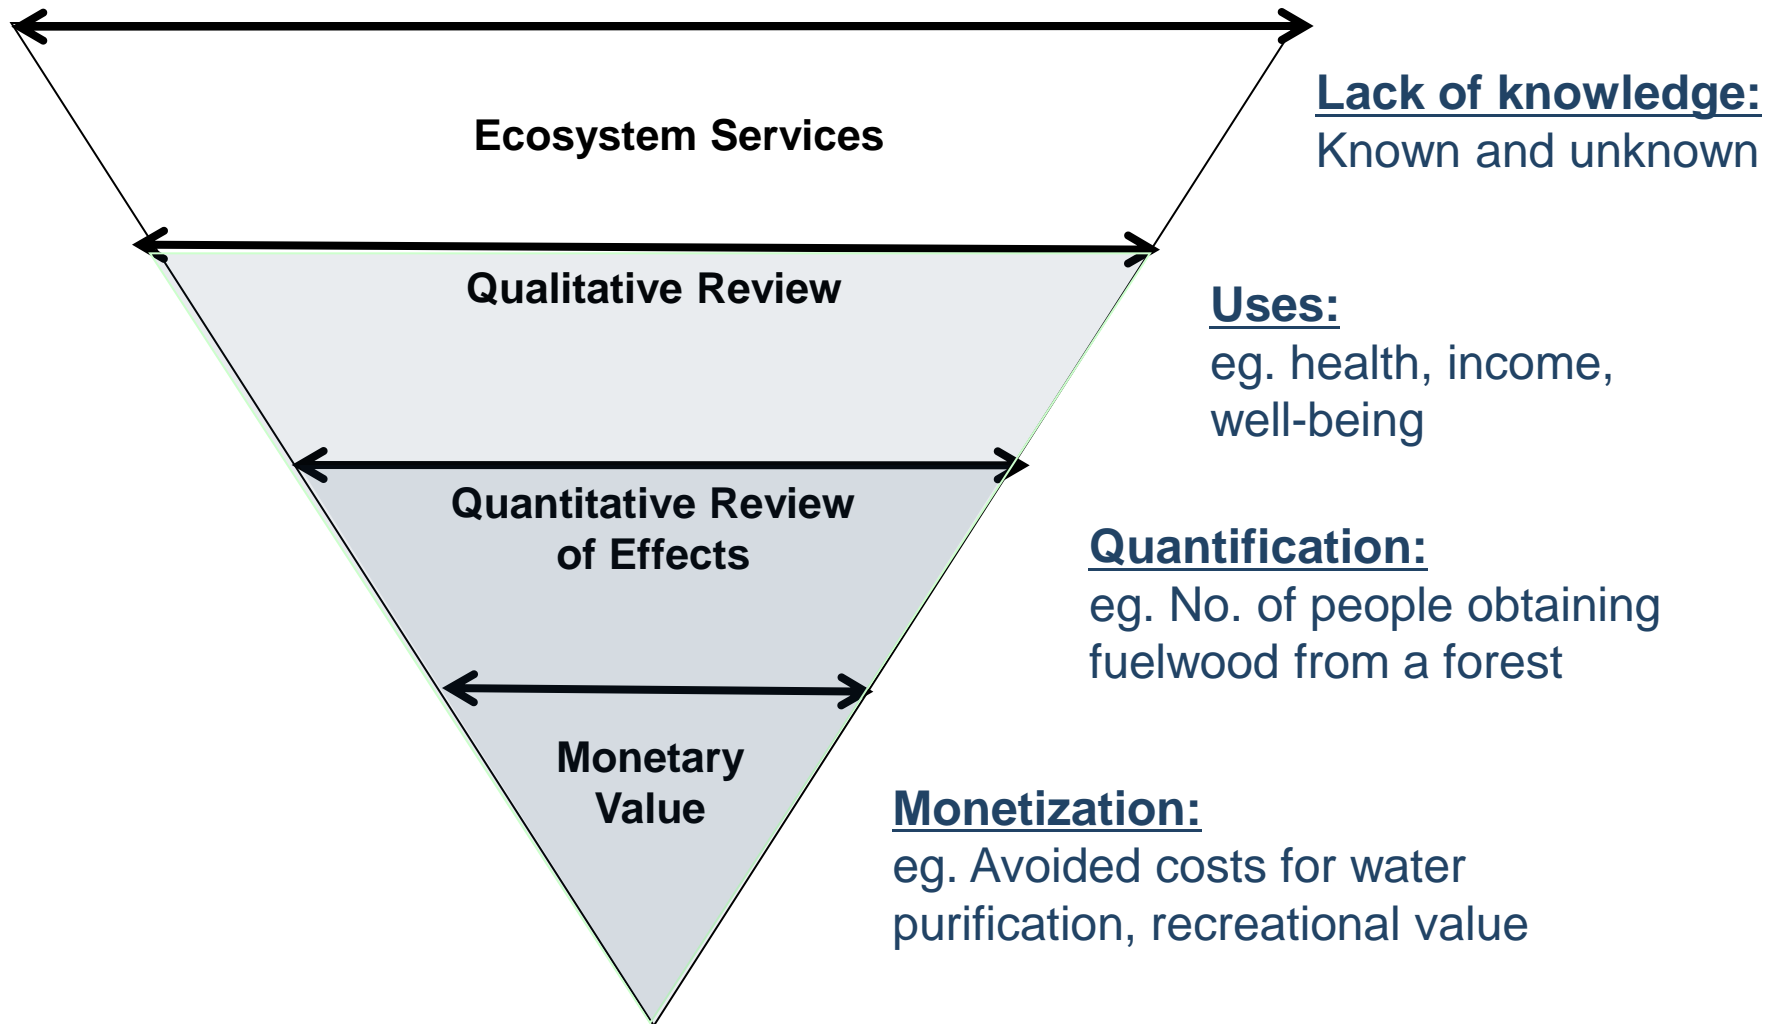 Ecosystem Services
Lack of knowledge:
Known and unknown
Qualitative Review
Uses:
eg. health, income,
well-being
Quantitative Review
of Effects
Quantification:
eg. No. of people obtaining
fuelwood from a forest
Monetary
Value
Monetization:
eg. Avoided costs for water
purification, recreational value